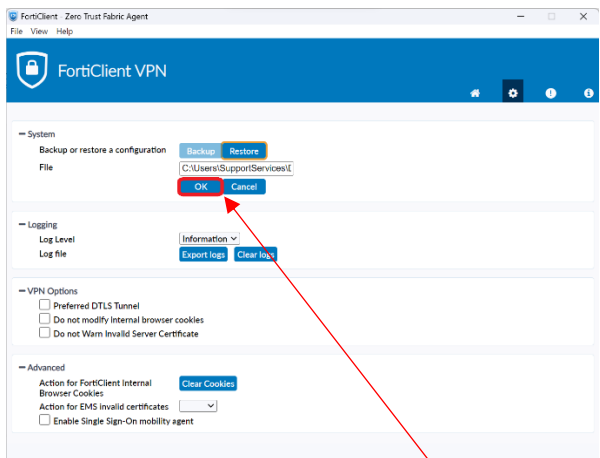 FortiClient - Zero Trust Fabric Agent
File View Help
FortiClient VPN
System
Backup or restore a configuration Backup Restore
File C:\Users\SupportServices\D
OK Cancel
Logging
Log Level Information
Log file Export logs Clear logs
VPN Options
Preferred DTLS Tunnel
Do not modify internal browser cookies
Do not Warn Invalid Server Certificate
Advanced
Action for FortiClient Internal Browser Cookies Clear Cookies
Action for EMS invalid certificates
Enable Single Sign-On mobility agent